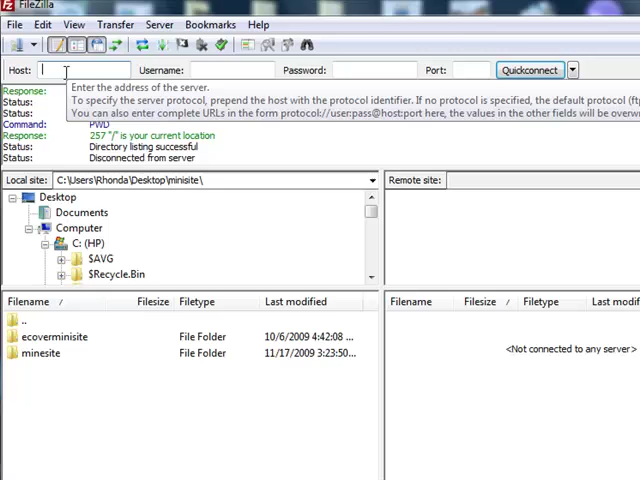 FileZilla
File Edit View Transfer Server Bookmarks Help
Host: Username: Password: Port: Quickconnect
Enter the address of the server.
To specify the server protocol, prepend the host with the protocol identifier. If no protocol is specified, the default protocol (ft
You can also enter complete URLs in the form protocol://user:pass@host:port here, the values in the other fields will be overw
Response:
Status:
Status:
Command: PWD
Response: 257 "/" is your current location
Status: Directory listing successful
Status: Disconnected from server
Local site: C:\Users\Rhonda\Desktop\minisite\ Remote site:
Desktop
Documents
Computer
C: (HP)
$AVG
$Recycle.Bin
Filename / Filesize Filetype Last modified Filename Filesize / Filetype Last modif
..
ecoverminisite File Folder 10/6/2009 4:42:08 ...
<Not connected to any server>
minesite File Folder 11/17/2009 3:23:50...